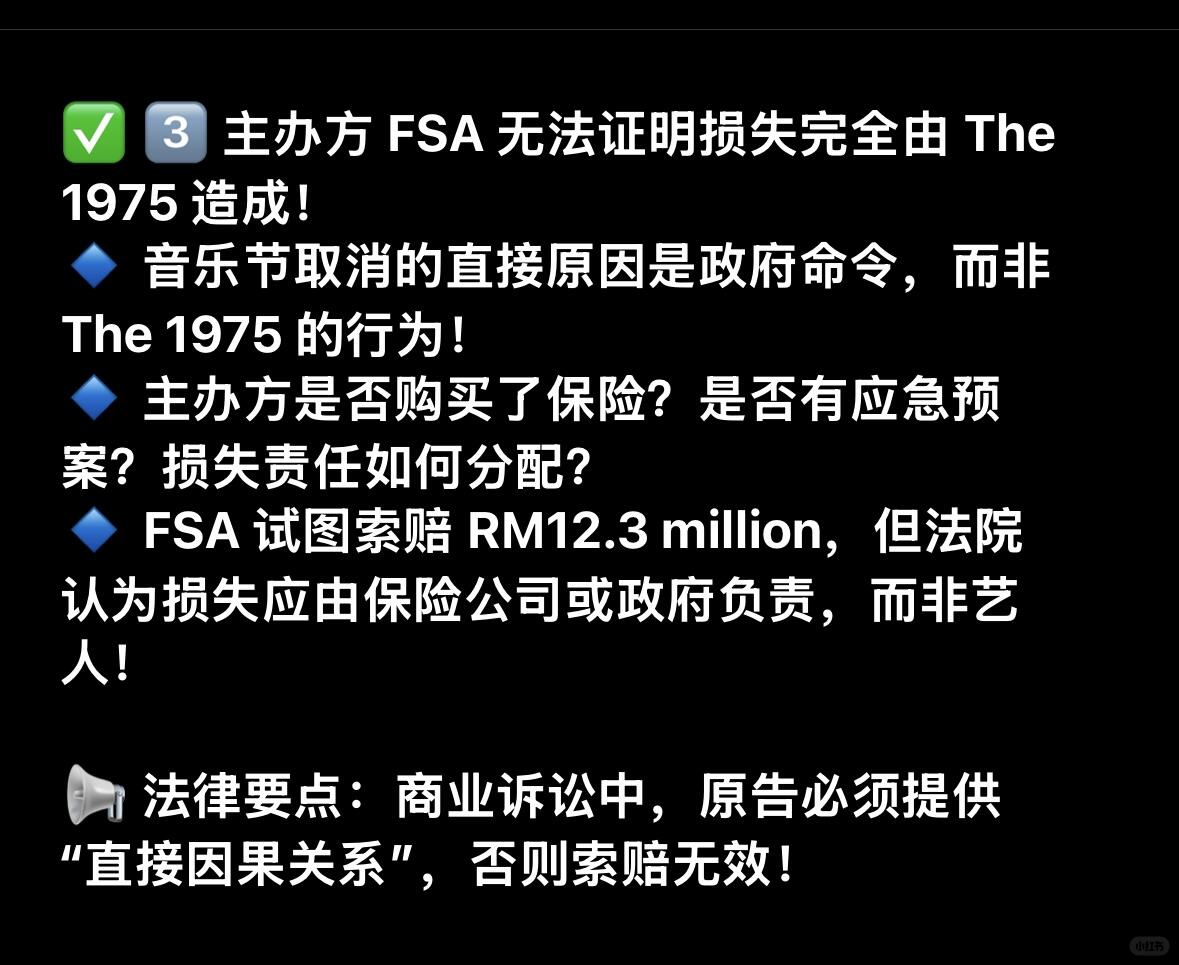 ✅ 3️⃣ 主办方 FSA 无法证明损失完全由 The
1975 造成！
🔹 音乐节取消的直接原因是政府命令，而非
The 1975 的行为！
🔹 主办方是否购买了保险？是否有应急预
案？损失责任如何分配？
🔹 FSA 试图索赔 RM12.3 million，但法院
认为损失应由保险公司或政府负责，而非艺
人！
📢 法律要点：商业诉讼中，原告必须提供
“直接因果关系”，否则索赔无效！
小红书